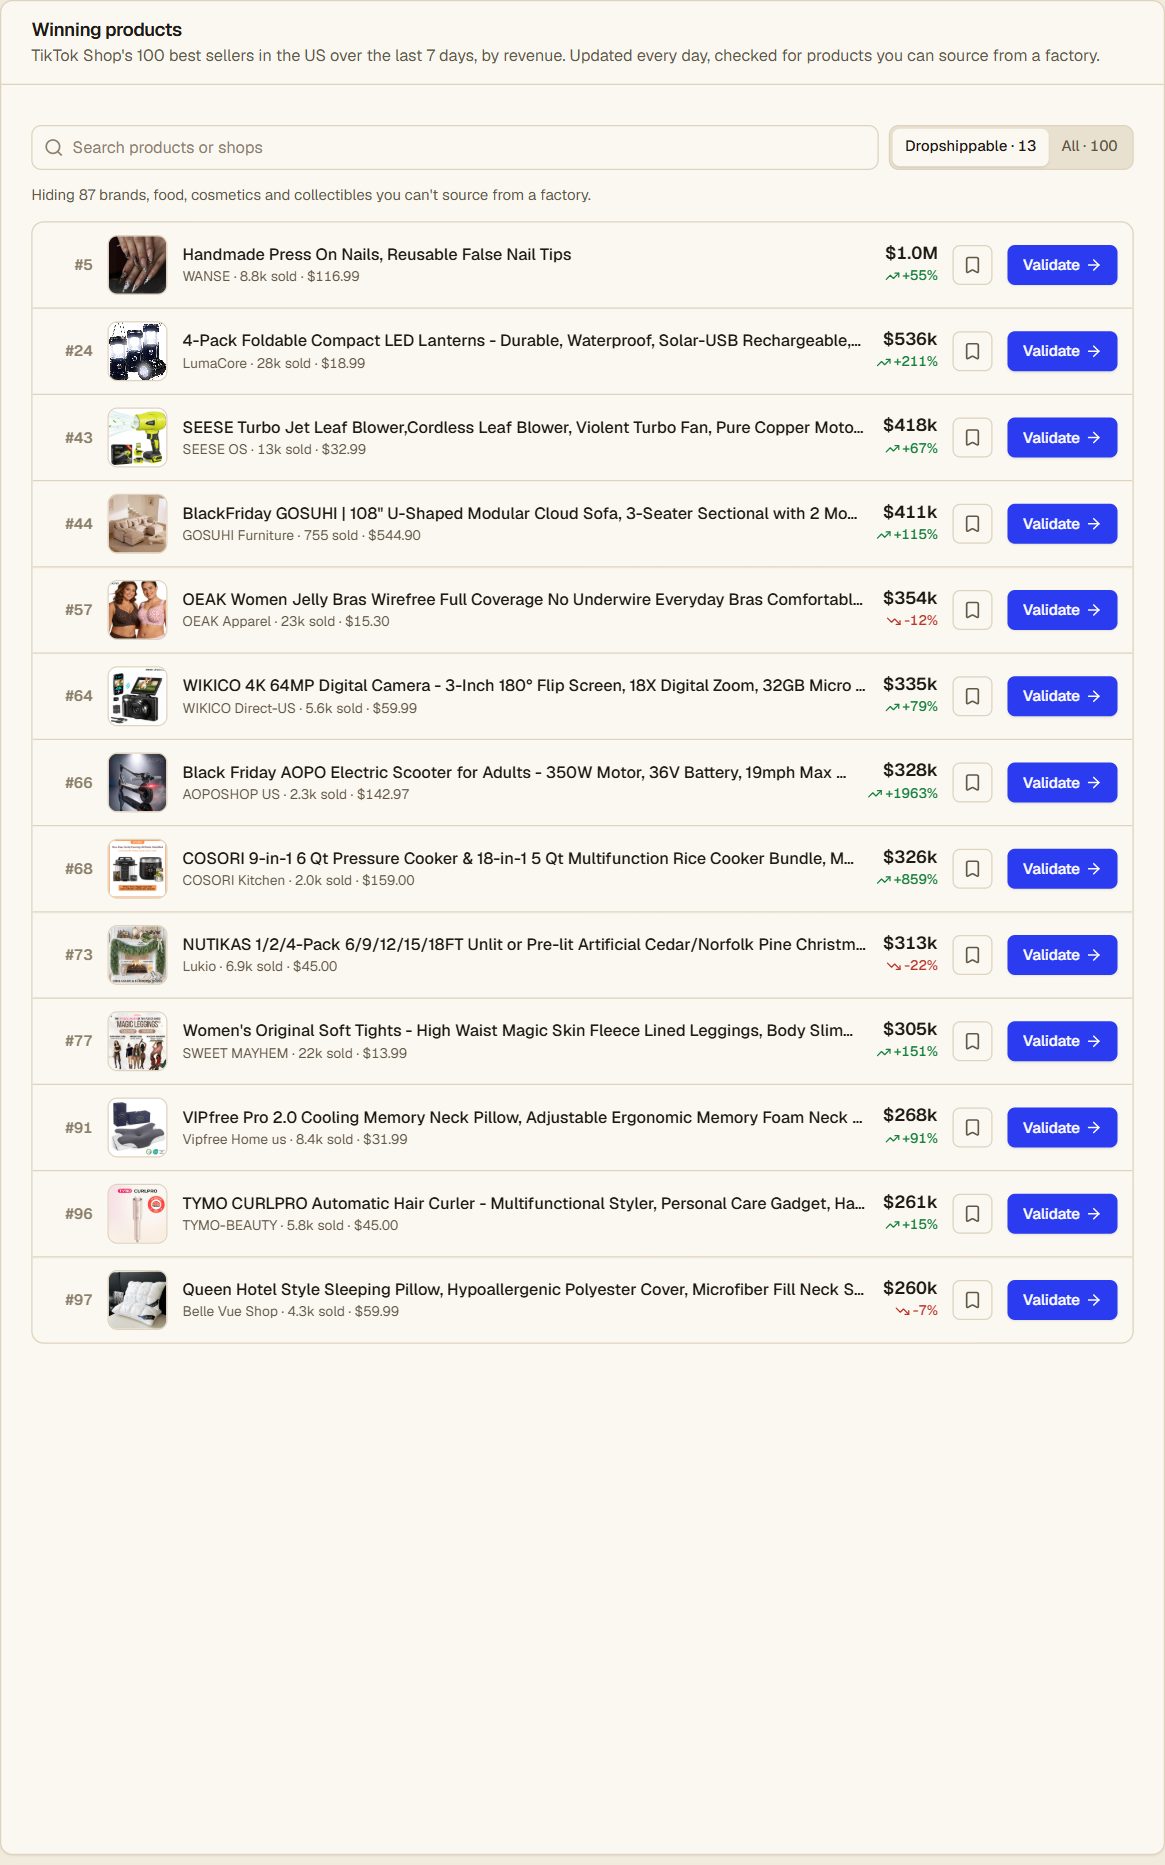 Winning products
TikTok Shop's 100 best sellers in the US over the last 7 days, by revenue. Updated every day, checked for products you can source from a factory.
Search products or shops
Dropshippable · 13
All · 100
Hiding 87 brands, food, cosmetics and collectibles you can't source from a factory.
#5
Handmade Press On Nails, Reusable False Nail Tips
WANSE · 8.8k sold · $116.99
$1.0M
+55%
Validate →
#24
4-Pack Foldable Compact LED Lanterns - Durable, Waterproof, Solar-USB Rechargeable,...
LumaCore · 28k sold · $18.99
$536k
+211%
Validate →
#43
SEESE Turbo Jet Leaf Blower,Cordless Leaf Blower, Violent Turbo Fan, Pure Copper Moto...
SEESE OS · 13k sold · $32.99
$418k
+67%
Validate →
#44
BlackFriday GOSUHI | 108" U-Shaped Modular Cloud Sofa, 3-Seater Sectional with 2 Mo...
GOSUHI Furniture · 755 sold · $544.90
$411k
+115%
Validate →
#57
OEAK Women Jelly Bras Wirefree Full Coverage No Underwire Everyday Bras Comfortabl...
OEAK Apparel · 23k sold · $15.30
$354k
-12%
Validate →
#64
WIKICO 4K 64MP Digital Camera - 3-Inch 180° Flip Screen, 18X Digital Zoom, 32GB Micro ...
WIKICO Direct-US · 5.6k sold · $59.99
$335k
+79%
Validate →
#66
Black Friday AOPO Electric Scooter for Adults - 350W Motor, 36V Battery, 19mph Max ...
AOPOSHOP US · 2.3k sold · $142.97
$328k
+1963%
Validate →
#68
COSORI 9-in-1 6 Qt Pressure Cooker & 18-in-1 5 Qt Multifunction Rice Cooker Bundle, M...
COSORI Kitchen · 2.0k sold · $159.00
$326k
+859%
Validate →
#73
NUTIKAS 1/2/4-Pack 6/9/12/15/18FT Unlit or Pre-lit Artificial Cedar/Norfolk Pine Christm...
Lukio · 6.9k sold · $45.00
$313k
-22%
Validate →
#77
MAGIC LEGGINGS
Women's Original Soft Tights - High Waist Magic Skin Fleece Lined Leggings, Body Slim...
SWEET MAYHEM · 22k sold · $13.99
$305k
+151%
Validate →
#91
VIPfree Pro 2.0 Cooling Memory Neck Pillow, Adjustable Ergonomic Memory Foam Neck ...
Vipfree Home us · 8.4k sold · $31.99
$268k
+91%
Validate →
#96
TYMO CURLPRO
TYMO CURLPRO Automatic Hair Curler - Multifunctional Styler, Personal Care Gadget, Ha...
TYMO-BEAUTY · 5.8k sold · $45.00
$261k
+15%
Validate →
#97
Queen Hotel Style Sleeping Pillow, Hypoallergenic Polyester Cover, Microfiber Fill Neck S...
Belle Vue Shop · 4.3k sold · $59.99
$260k
-7%
Validate →